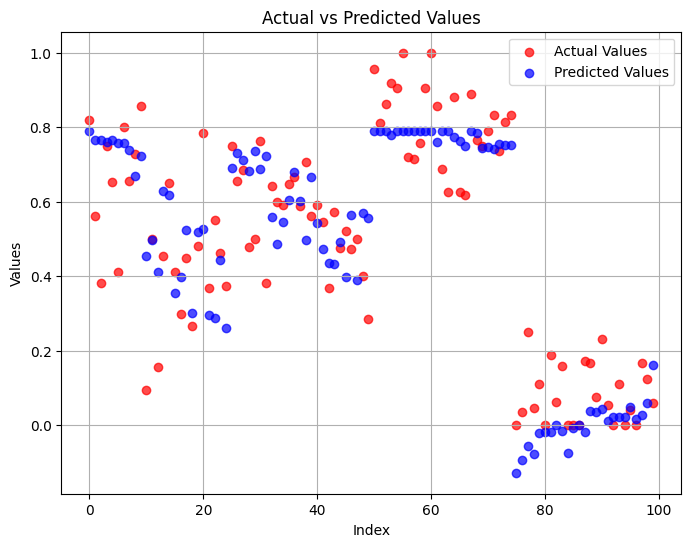 Actual vs Predicted Values
Actual Values
Predicted Values
Values
1.0
0.8
0.6
0.4
0.2
0.0
0 20 40 60 80 100
Index